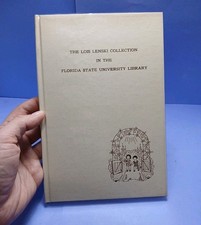 THE LOIS LENSKI COLLECTION
IN THE
FLORIDA STATE UNIVERSITY LIBRARY